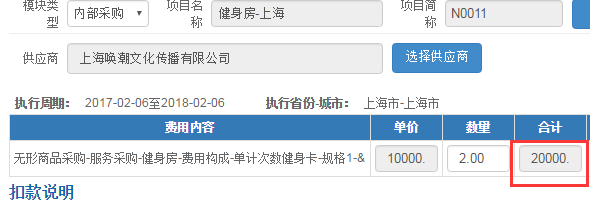 模块类型 内部采购 项目名称 健身房-上海 项目简称 N0011
供应商 上海唤潮文化传播有限公司 选择供应商
执行周期： 2017-02-06至2018-02-06 执行省份-城市： 上海市-上海市
费用内容 单价 数量 合计
无形商品采购-服务采购-健身房-费用构成-单计次数健身卡-规格1-& 10000. 2.00 20000.
扣款说明